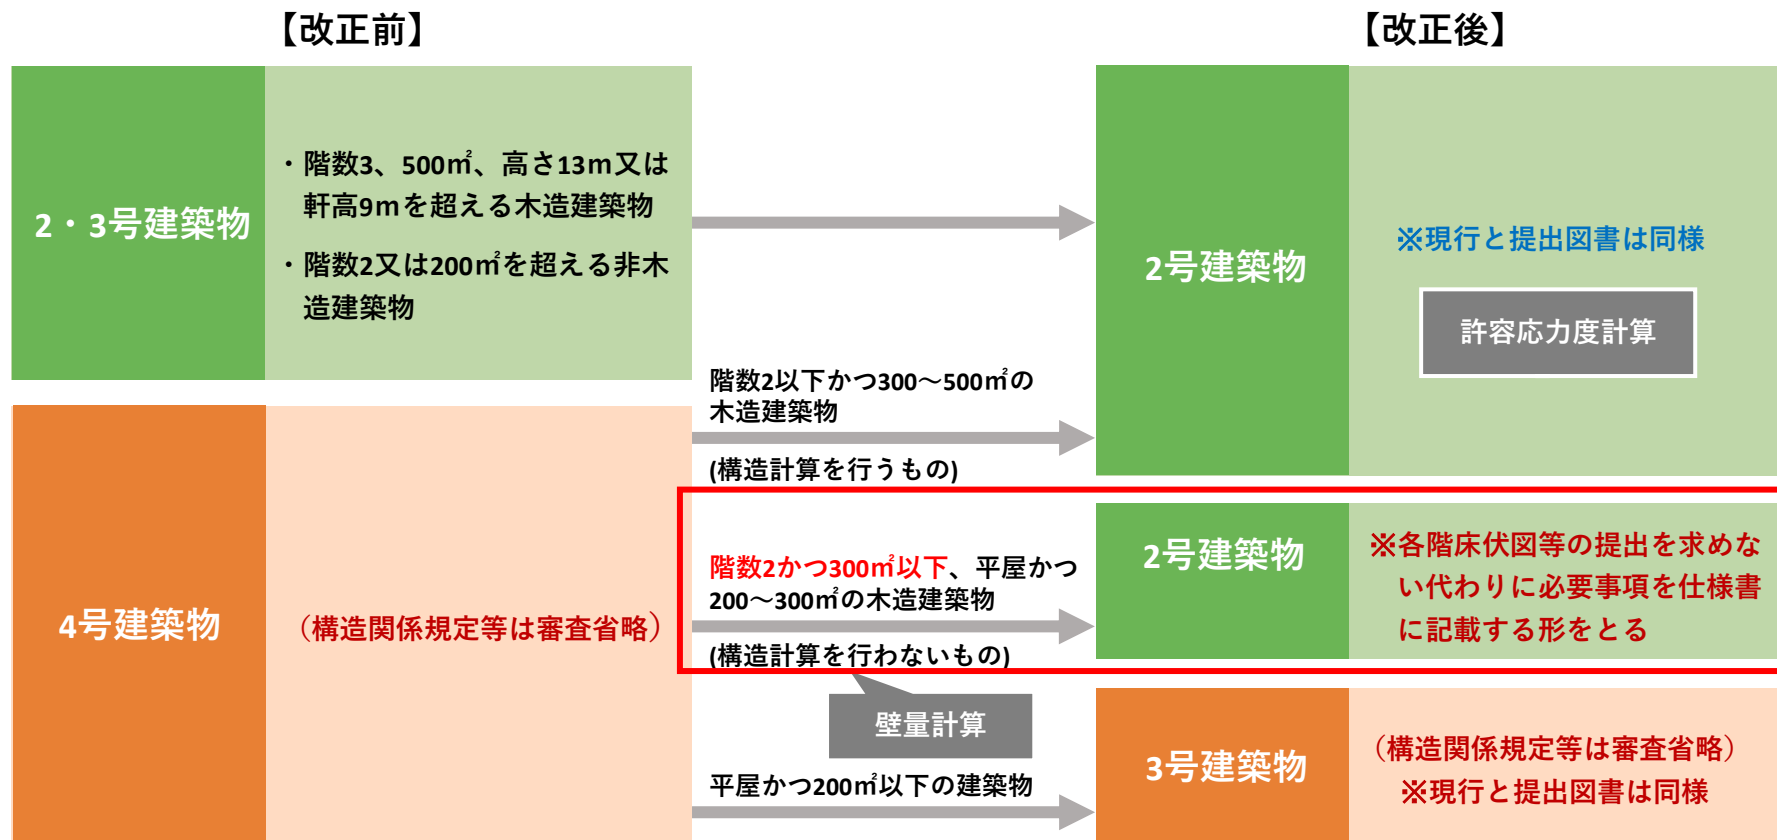 【改正前】
【改正後】
2・3号建築物
・階数3、500㎡、高さ13m又は
軒高9mを超える木造建築物
・階数2又は200㎡を超える非木
造建築物
2号建築物
※現行と提出図書は同様
許容応力度計算
階数2以下かつ300～500㎡の
木造建築物
(構造計算を行うもの)
4号建築物
（構造関係規定等は審査省略）
階数2かつ300㎡以下、平屋かつ
200～300㎡の木造建築物
(構造計算を行わないもの)
壁量計算
2号建築物
※各階床伏図等の提出を求めな
い代わりに必要事項を仕様書
に記載する形をとる
平屋かつ200㎡以下の建築物
3号建築物
（構造関係規定等は審査省略）
※現行と提出図書は同様